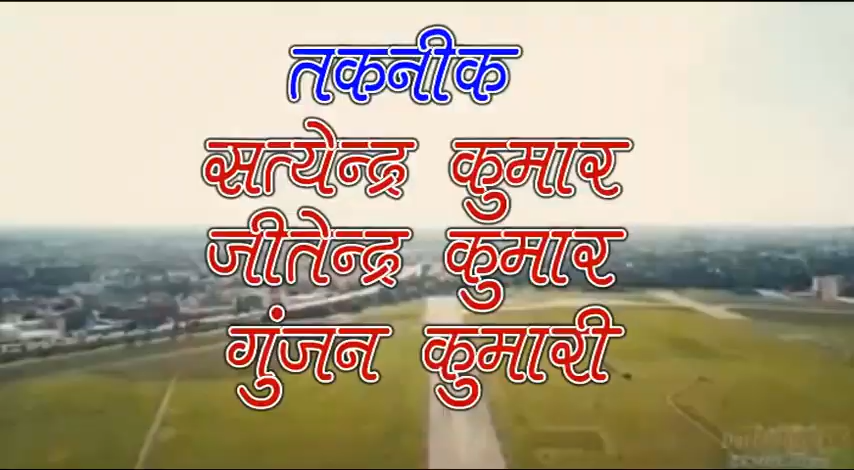 तकनीक
सत्येन्द्र कुमार
जीतेन्द्र कुमार
गुंजन कुमारी